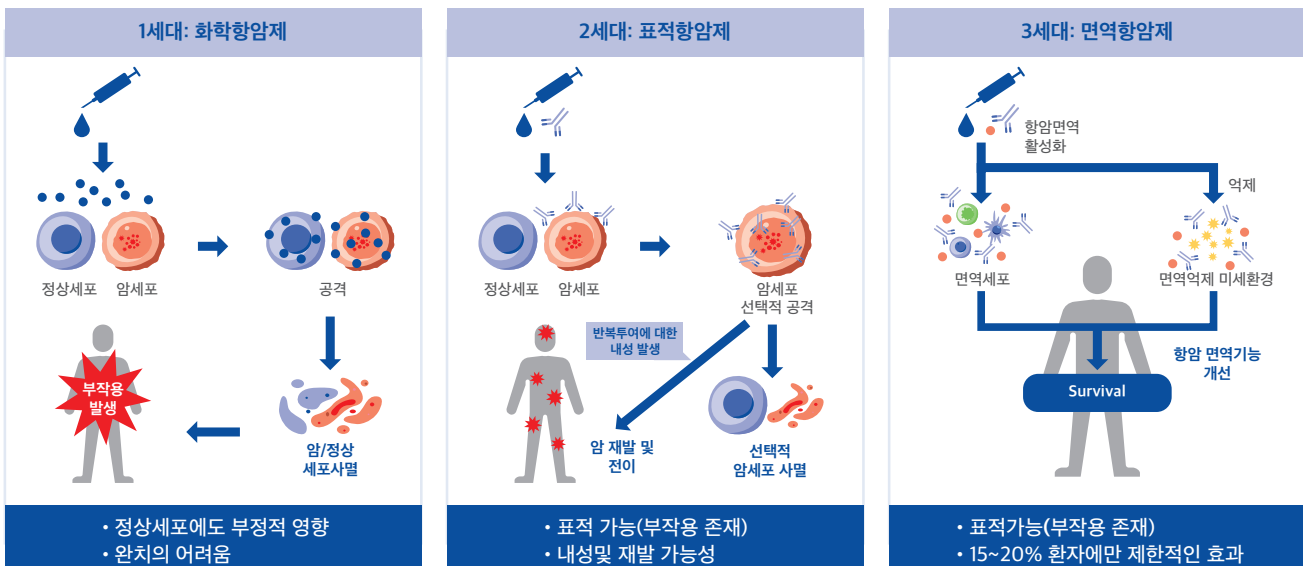 1세대: 화학항암제
정상세포
암세포
공격
부작용
발생
암/정상
세포사멸
• 정상세포에도 부정적 영향
• 완치의 어려움
2세대: 표적항암제
정상세포
암세포
암세포
선택적 공격
반복투여에 대한
내성 발생
암 재발 및
전이
선택적
암세포 사멸
• 표적 가능(부작용 존재)
• 내성및 재발 가능성
3세대: 면역항암제
항암면역
활성화
억제
면역세포
면역억제 미세환경
항암 면역기능
개선
Survival
• 표적가능(부작용 존재)
• 15~20% 환자에만 제한적인 효과